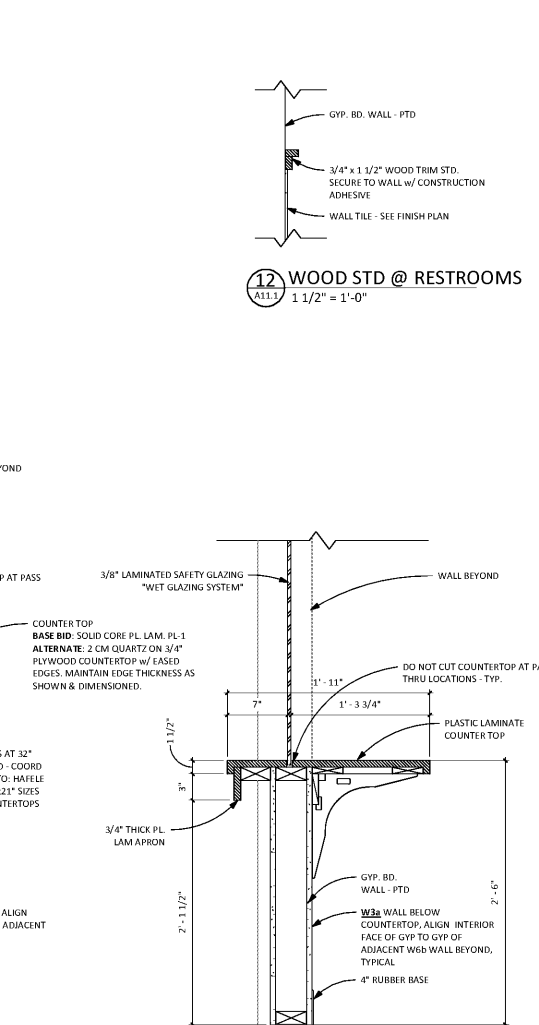 GYP. BD. WALL - PTD
3/4" x 1 1/2" WOOD TRIM STD.
SECURE TO WALL w/ CONSTRUCTION
ADHESIVE
WALL TILE - SEE FINISH PLAN
12
A11.1
WOOD STD @ RESTROOMS
1 1/2" = 1'-0"
YOND
P AT PASS
COUNTER TOP
BASE BID: SOLID CORE PL. LAM. PL-1
ALTERNATE: 2 CM QUARTZ ON 3/4"
PLYWOOD COUNTERTOP w/ EASED
EDGES. MAINTAIN EDGE THICKNESS AS
SHOWN & DIMENSIONED.
S AT 32"
D - COORD
TO: HAFELE
21" SIZES
NTERTOPS
ALIGN
ADJACENT
3/8" LAMINATED SAFETY GLAZING
"WET GLAZING SYSTEM"
WALL BEYOND
DO NOT CUT COUNTERTOP AT PA
THRU LOCATIONS - TYP.
1' - 11"
7"
1' - 3 3/4"
PLASTIC LAMINATE
COUNTER TOP
1 1/2"
3"
3/4" THICK PL.
LAM APRON
2' - 1 1/2"
2' - 6"
GYP. BD.
WALL - PTD
W3a WALL BELOW
COUNTERTOP, ALIGN INTERIOR
FACE OF GYP TO GYP OF
ADJACENT W6b WALL BEYOND,
TYPICAL
4" RUBBER BASE